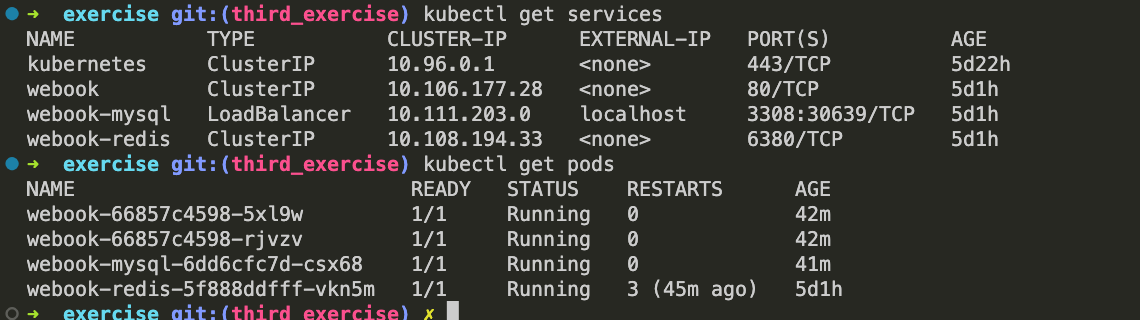 ➜ exercise git:(third_exercise) kubectl get services
NAME TYPE CLUSTER-IP EXTERNAL-IP PORT(S) AGE
kubernetes ClusterIP 10.96.0.1 <none> 443/TCP 5d22h
webook ClusterIP 10.106.177.28 <none> 80/TCP 5d1h
webook-mysql LoadBalancer 10.111.203.0 localhost 3308:30639/TCP 5d1h
webook-redis ClusterIP 10.108.194.33 <none> 6380/TCP 5d1h
➜ exercise git:(third_exercise) kubectl get pods
NAME READY STATUS RESTARTS AGE
webook-66857c4598-5xl9w 1/1 Running 0 42m
webook-66857c4598-rjvzv 1/1 Running 0 42m
webook-mysql-6dd6cfc7d-csx68 1/1 Running 0 41m
webook-redis-5f888ddfff-vkn5m 1/1 Running 3 (45m ago) 5d1h
➜ exercise git:(third_exercise) ✗